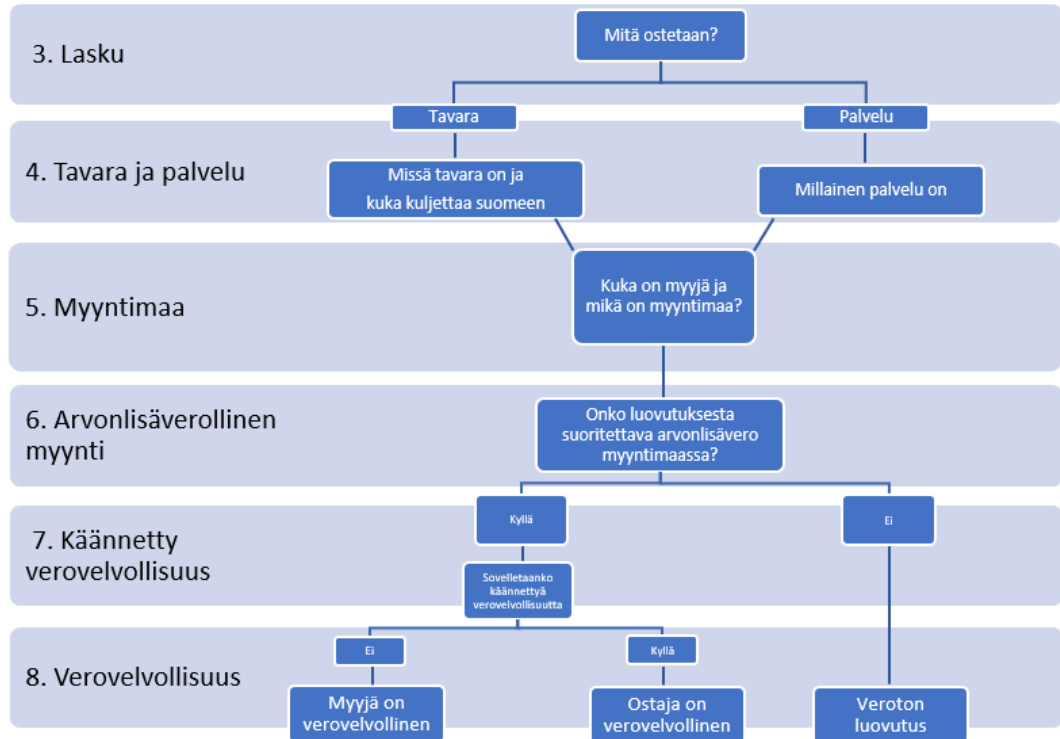 3. Lasku
Mitä ostetaan?
Tavara
Palvelu
4. Tavara ja palvelu
Missä tavara on ja
kuka kuljettaa suomeen
Millainen palvelu on
5. Myyntimaa
Kuka on myyjä ja
mikä on myyntimaa?
6. Arvonlisäverollinen
myynti
Onko luovutuksesta
suoritettava arvonlisävero
myyntimaassa?
Kyllä
Ei
7. Käännetty
verovelvollisuus
Sovelletaanko
käännettyä
verovelvollisuutta
Ei
Kyllä
8. Verovelvollisuus
Myyjä on
verovelvollinen
Ostaja on
verovelvollinen
Veroton
luovutus